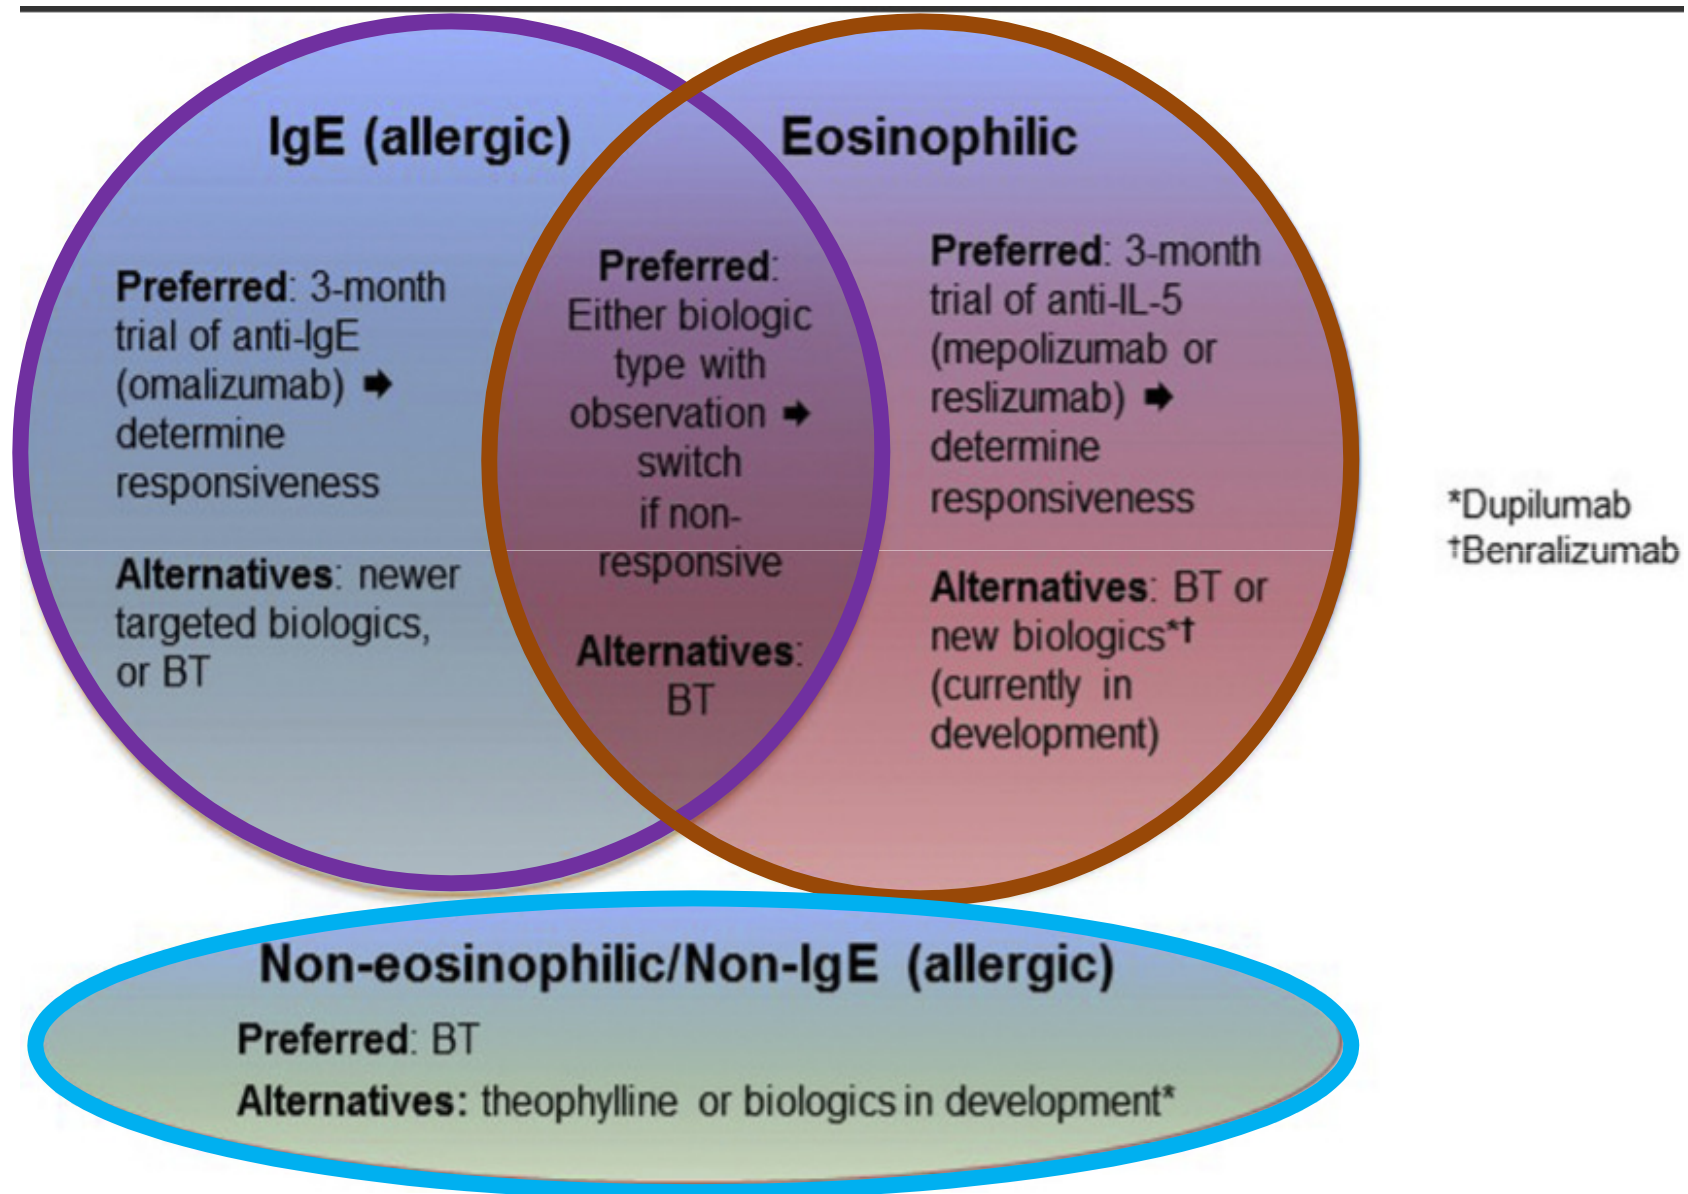 IgE (allergic)
Preferred: 3-month
trial of anti-IgE
(omalizumab) ➡
determine
responsiveness
Alternatives: newer
targeted biologics,
or BT
Preferred:
Either biologic
type with
observation ➡
switch
if non-
responsive
Alternatives:
BT
Eosinophilic
Preferred: 3-month
trial of anti-IL-5
(mepolizumab or
reslizumab) ➡
determine
responsiveness
Alternatives: BT or
new biologics*†
(currently in
development)
*Dupilumab
†Benralizumab
Non-eosinophilic/Non-IgE (allergic)
Preferred: BT
Alternatives: theophylline or biologics in development*